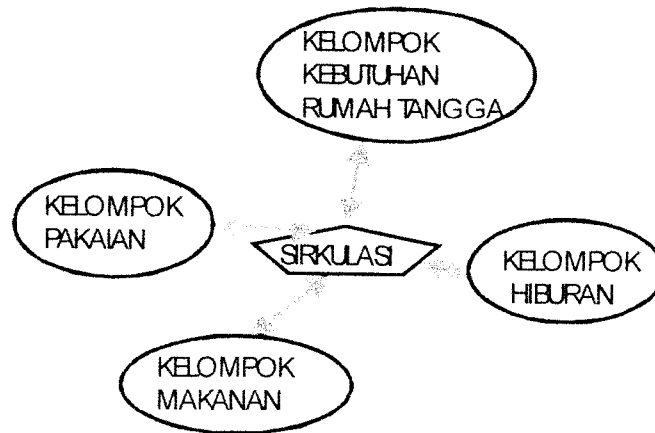 KELOMPOK
KEBUTUHAN
RUMAH TANGGA
KELOMPOK
PAKAIAN
SIRKULASI
KELOMPOK
HIBURAN
KELOMPOK
MAKANAN